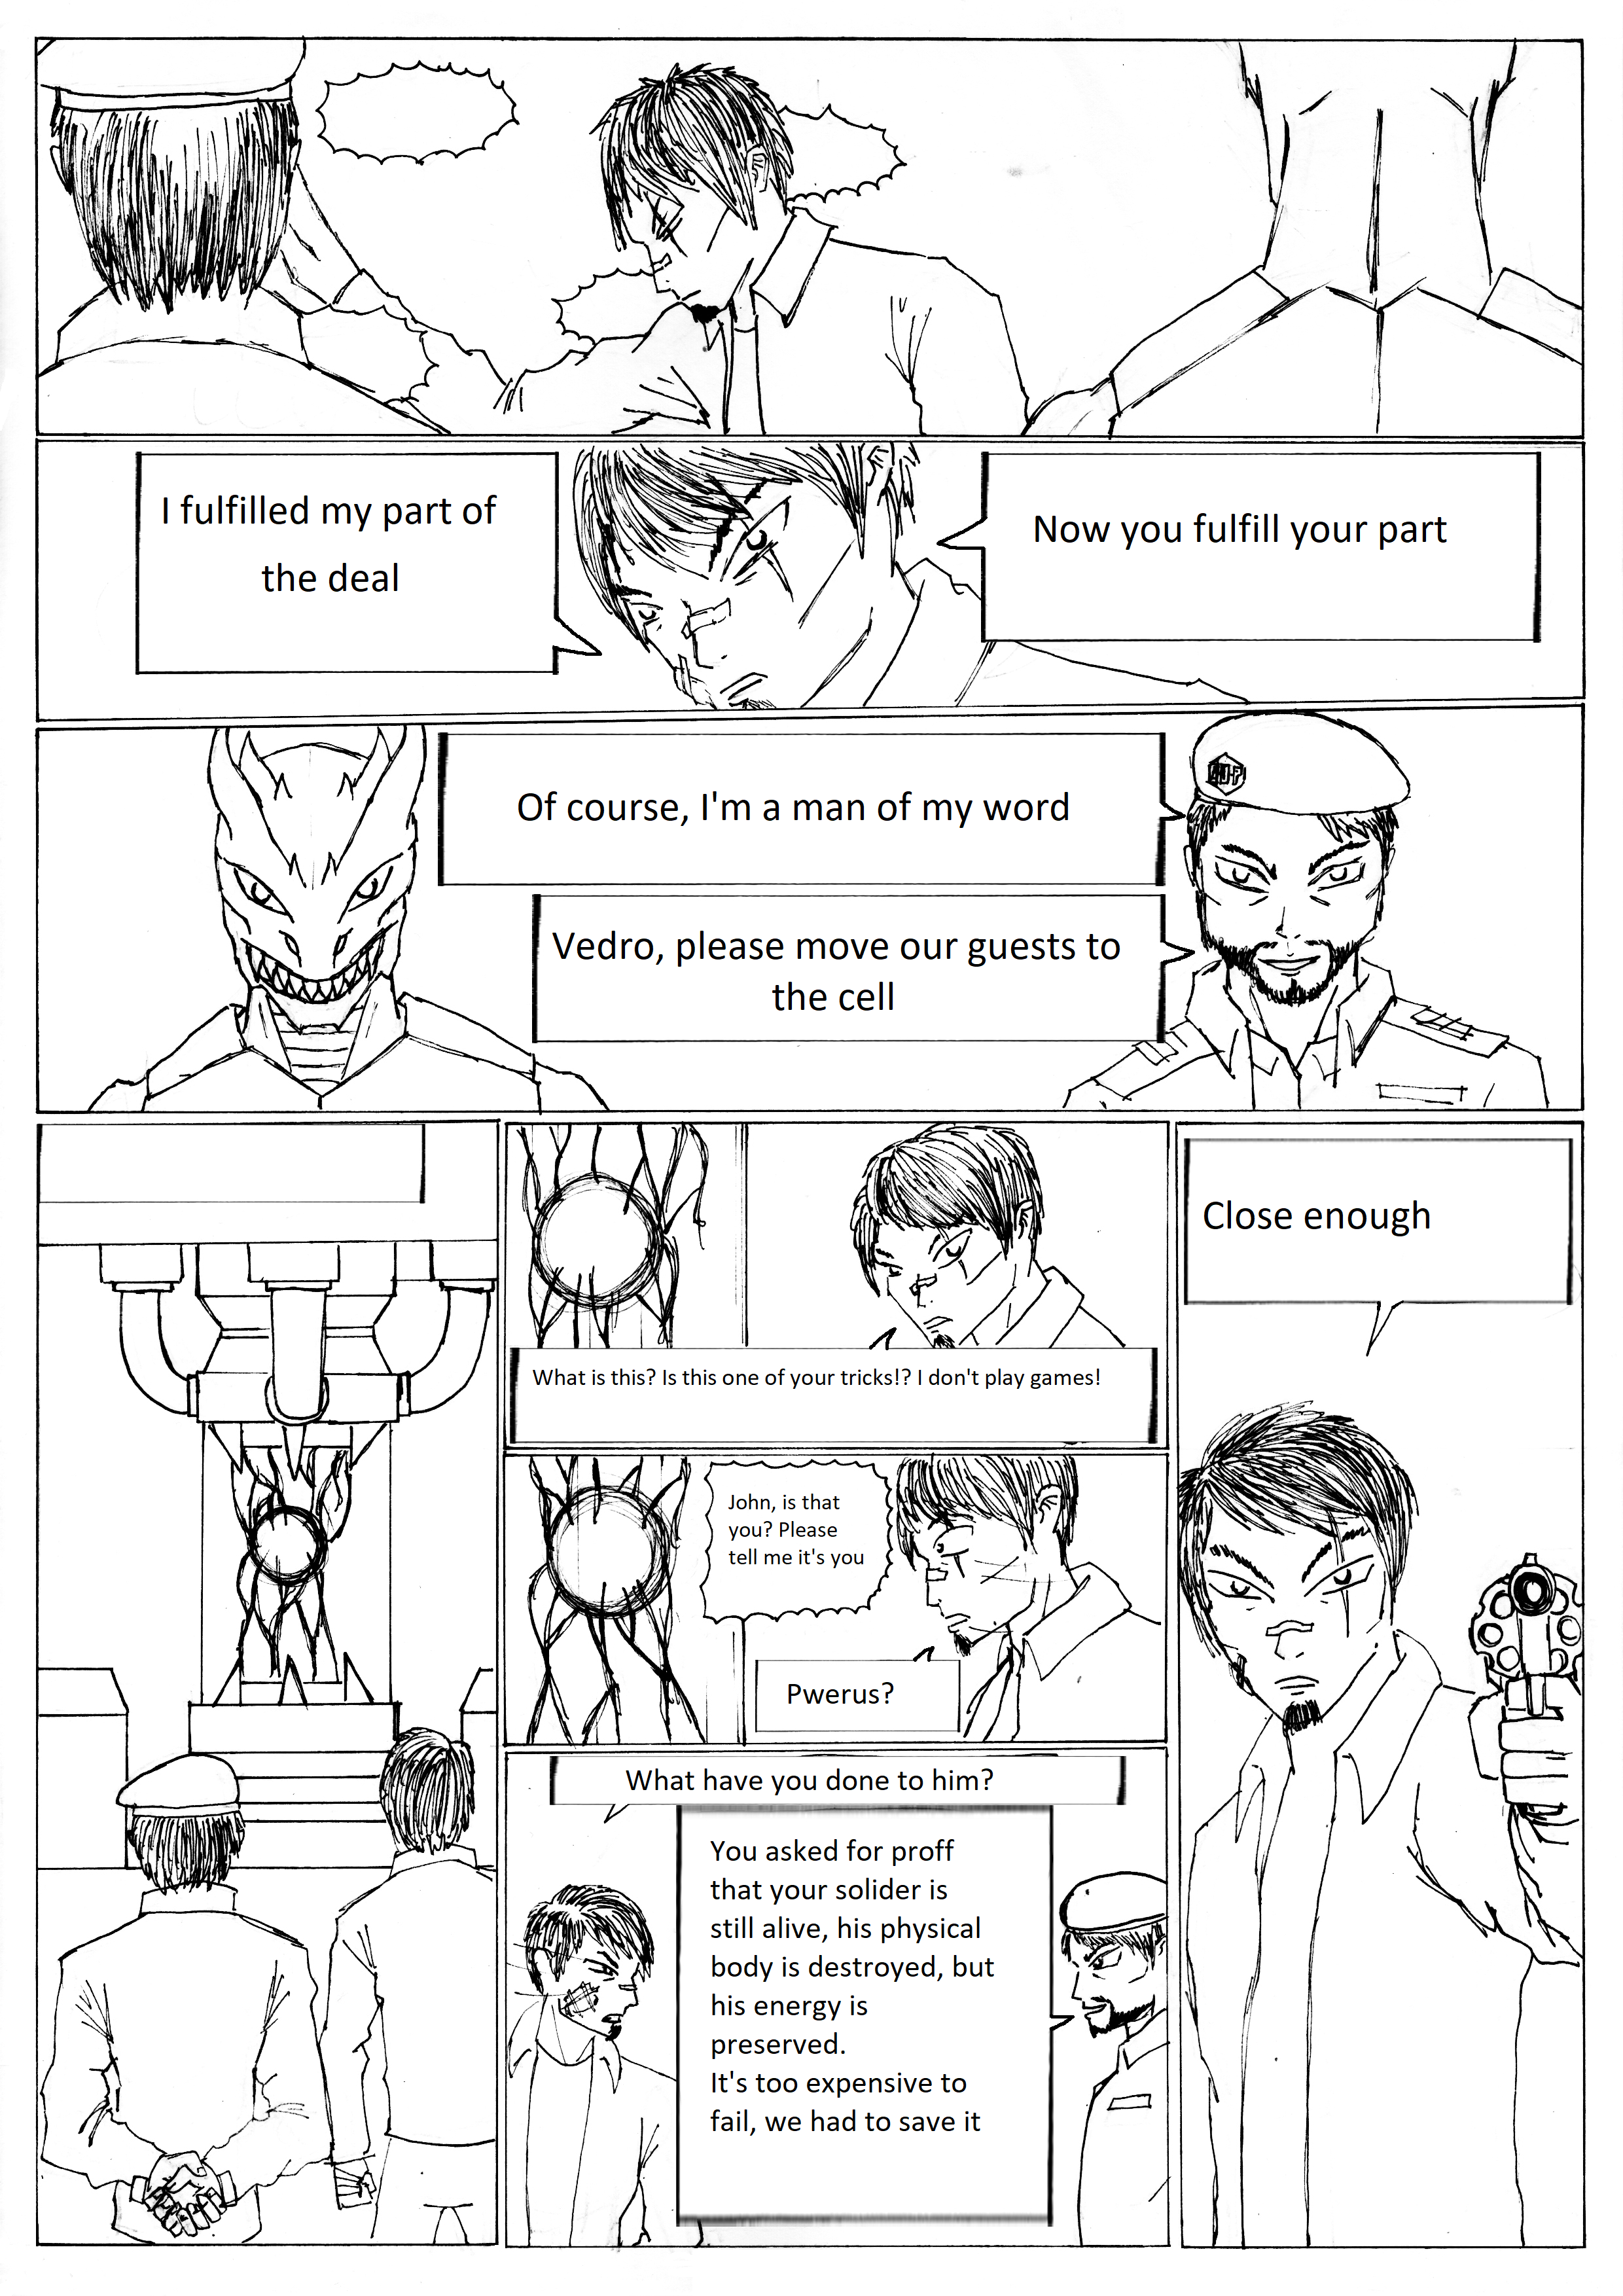 I fulfilled my part of
the deal
Now you fulfill your part
Of course, I'm a man of my word
Vedro, please move our guests to
the cell
What is this? Is this one of your tricks!? I don't play games!
John, is that
you? Please
tell me it's you
Pwerus?
What have you done to him?
You asked for proff
that your solider is
still alive, his physical
body is destroyed, but
his energy is
preserved.
It's too expensive to
fail, we had to save it
Close enough